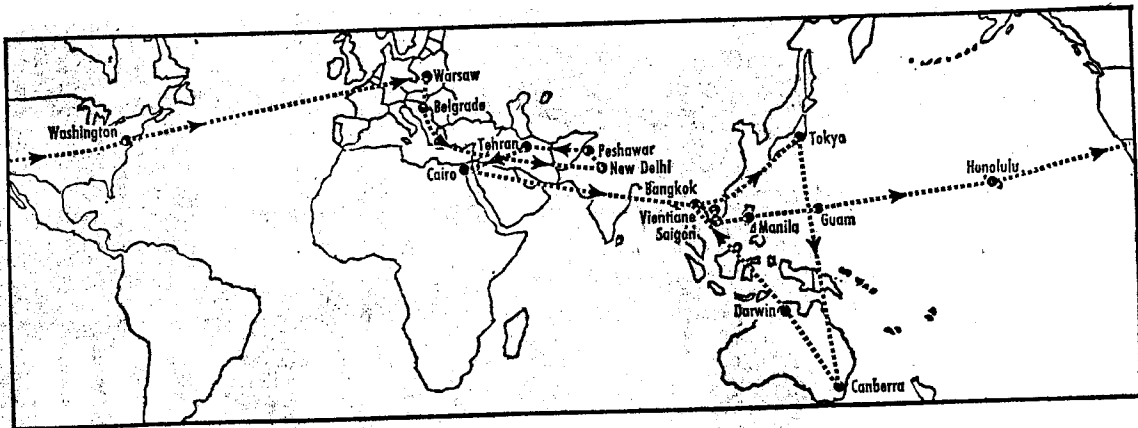 Warsaw
Belgrade
Washington
Tehran
Peshawar
New Delhi
Cairo
Tokyo
Bangkok
Honolulu
Vientiane
Saigon
Manila
Guam
Darwin
Canberra